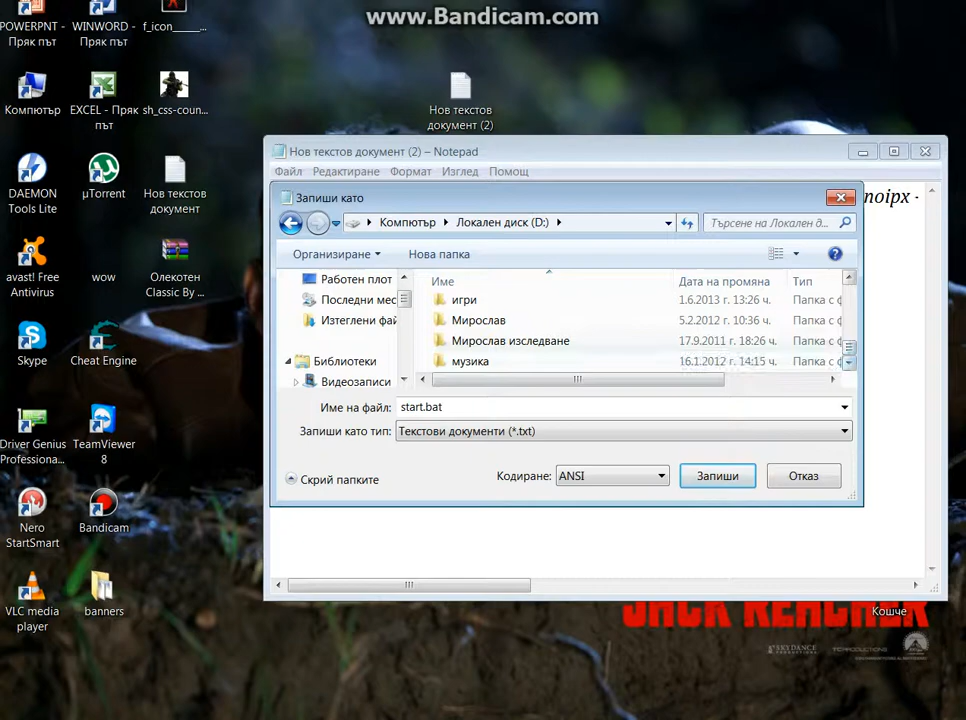 www.Bandicam.com
POWERPNT -
Пряк път
WINWORD -
Пряк път
f_icon_____...
Компютър
EXCEL - Пряк
път
sh_css-coun...
Нов текстов
документ (2)
DAEMON
Tools Lite
µTorrent
Нов текстов
документ
avast! Free
Antivirus
wow
Олекотен
Classic By ...
Skype
Cheat Engine
Driver Genius
Professiona...
TeamViewer
8
Nero
StartSmart
Bandicam
VLC media
player
banners
Нов текстов документ (2) – Notepad
Файл Редактиране Формат Изглед Помощ
noipx -
Запиши като
Компютър Локален диск (D:)
Търсене на Локален д...
Организиране Нова папка
Работен плот
Последни мес
Изтеглени фай
Библиотеки
Видеозаписи
Име Дата на промяна Тип
игри 1.6.2013 г. 13:26 ч. Папка с ф
Мирослав 5.2.2012 г. 10:36 ч. Папка с ф
Мирослав изследване 17.9.2011 г. 18:26 ч. Папка с ф
музика 16.1.2012 г. 14:15 ч. Папка с ф
Име на файл: start.bat
Запиши като тип: Текстови документи (*.txt)
Скрий папките
Кодиране: ANSI
Запиши Отказ
JACK REACHER
Кошче
SKYDANCE